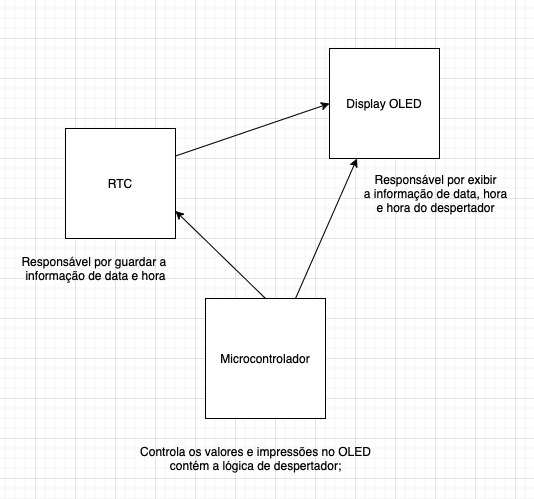 Display OLED
RTC
Responsável por exibir
a informação de data, hora
e hora do despertador
Responsável por guardar a
informação de data e hora
Microcontrolador
Controla os valores e impressões no OLED
contém a lógica de despertador;